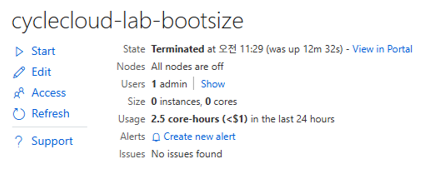 cyclecloud-lab-bootsize
Start
Edit
Access
Refresh
Support
State Terminated at 오전 11:29 (was up 12m 32s) - View in Portal
Nodes All nodes are off
Users 1 admin | Show
Size 0 instances, 0 cores
Usage 2.5 core-hours (<$1) in the last 24 hours
Alerts Create new alert
Issues No issues found